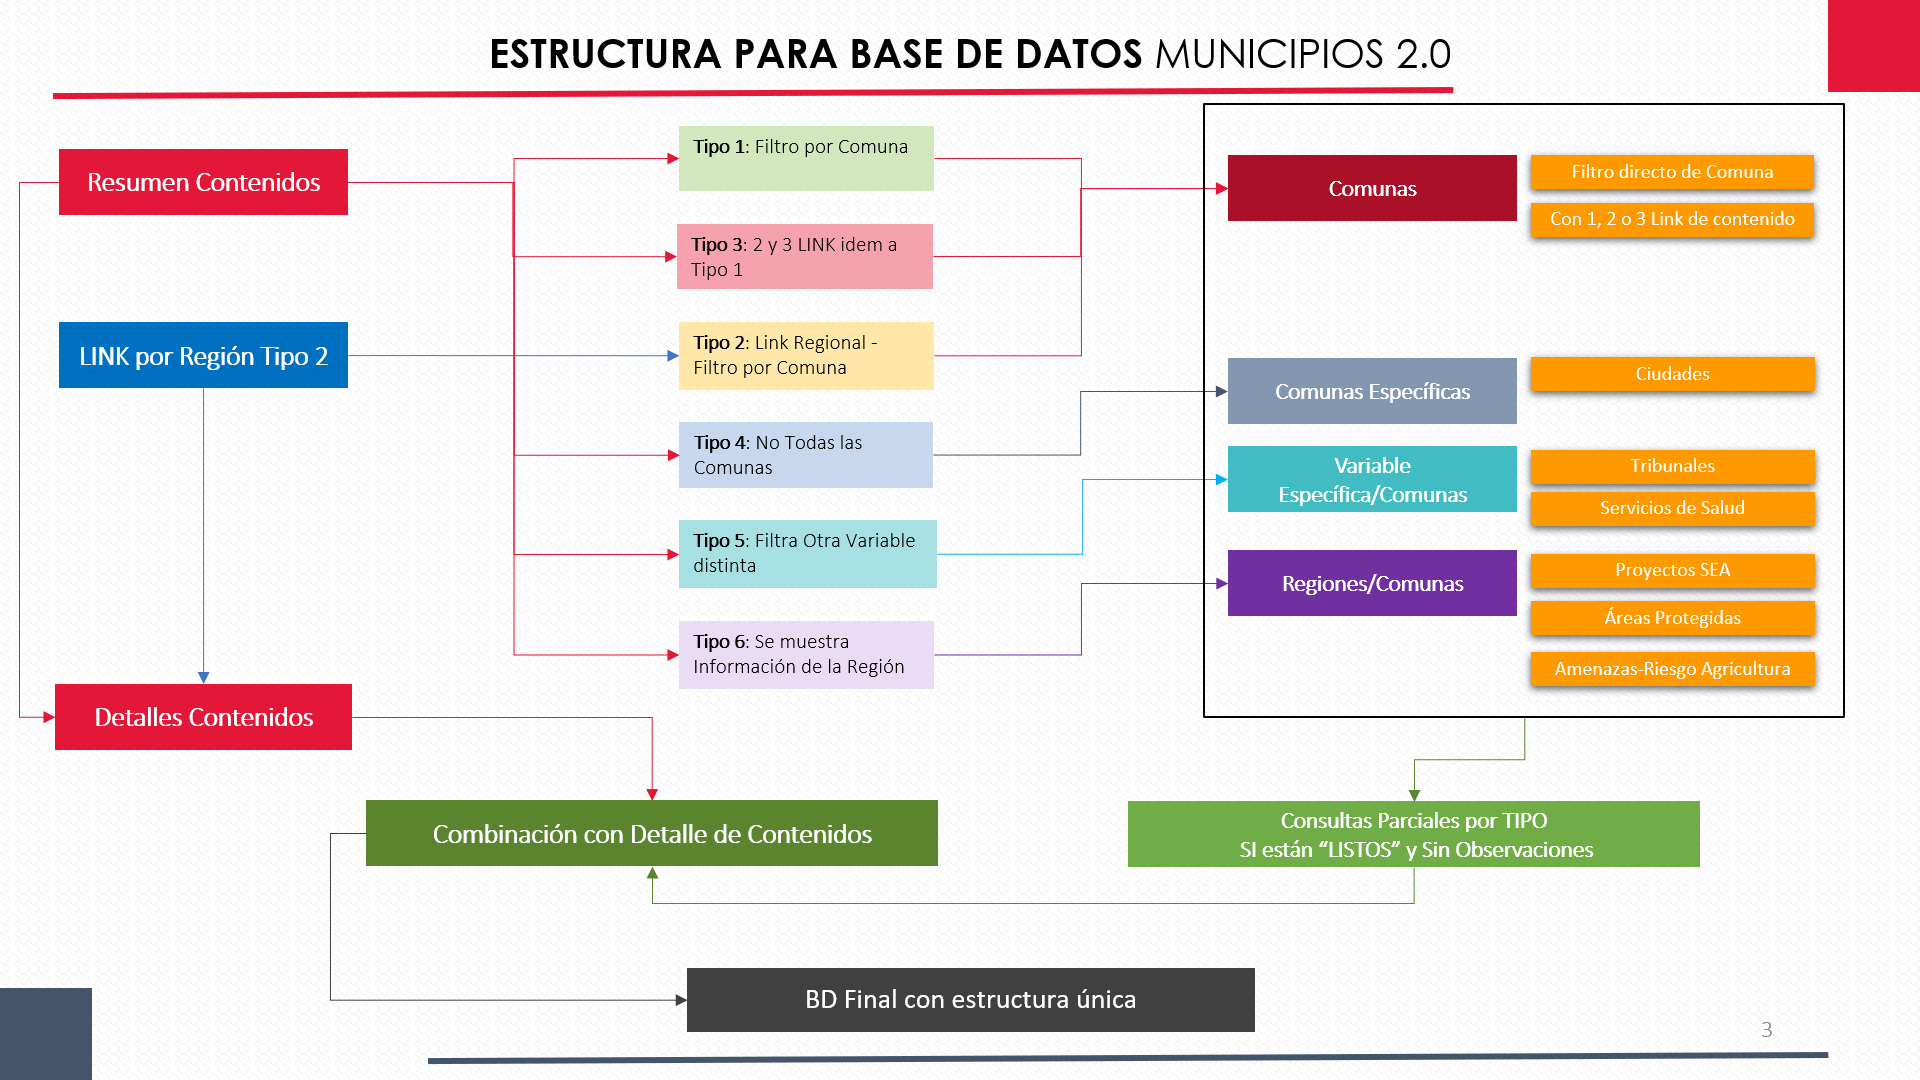 ESTRUCTURA PARA BASE DE DATOS MUNICIPIOS 2.0
Resumen Contenidos
LINK por Región Tipo 2
Detalles Contenidos
Tipo 1: Filtro por Comuna
Tipo 3: 2 y 3 LINK idem a
Tipo 1
Tipo 2: Link Regional -
Filtro por Comuna
Tipo 4: No Todas las
Comunas
Tipo 5: Filtra Otra Variable
distinta
Tipo 6: Se muestra
Información de la Región
Comunas
Filtro directo de Comuna
Con 1, 2 o 3 Link de contenido
Comunas Específicas
Ciudades
Variable
Específica/Comunas
Tribunales
Servicios de Salud
Regiones/Comunas
Proyectos SEA
Áreas Protegidas
Amenazas-Riesgo Agricultura
Combinación con Detalle de Contenidos
Consultas Parciales por TIPO
SI están “LISTOS” y Sin Observaciones
BD Final con estructura única
3